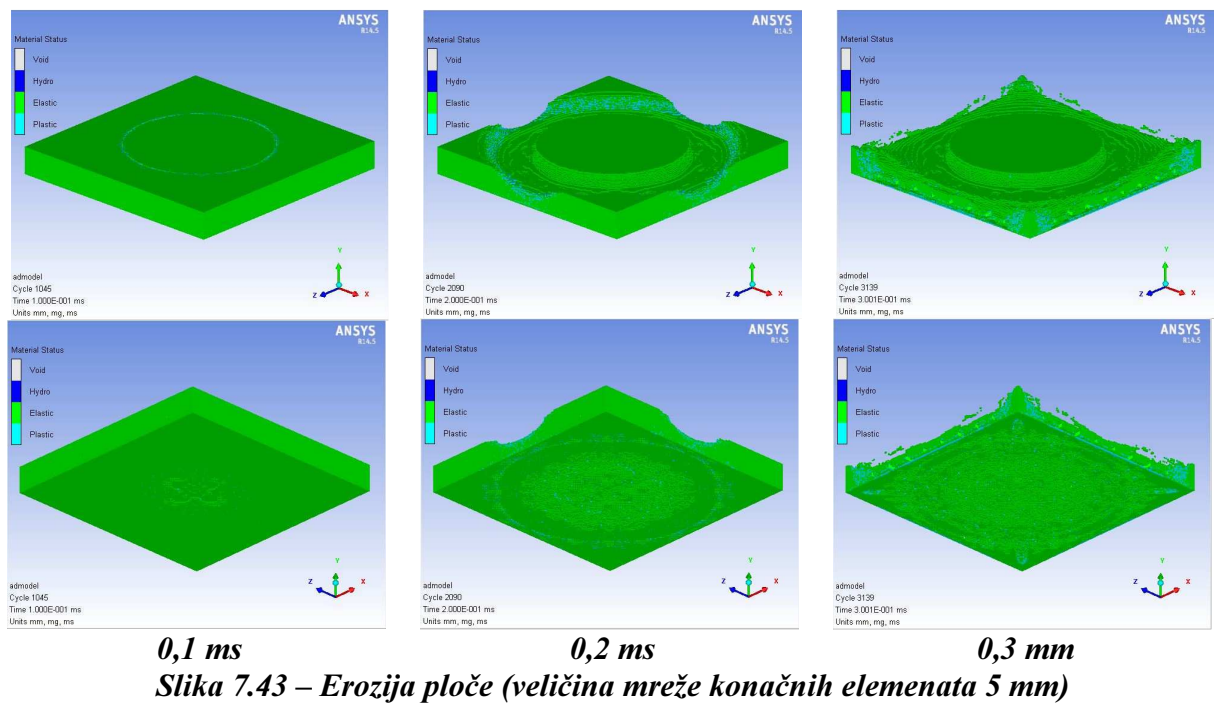 ANSYS
R14.5
Material Status
Void
Hydro
Elastic
Plastic
Y
Z
X
admodel
Cycle 1045
Time 1.000E-001 ms
Units mm, mg, ms
ANSYS
R14.5
Material Status
Void
Hydro
Elastic
Plastic
Y
Z
X
admodel
Cycle 2090
Time 2.000E-001 ms
Units mm, mg, ms
ANSYS
R14.5
Material Status
Void
Hydro
Elastic
Plastic
Y
Z
X
admodel
Cycle 3139
Time 3.001E-001 ms
Units mm, mg, ms
ANSYS
R14.5
Material Status
Void
Hydro
Elastic
Plastic
Y
Z
X
admodel
Cycle 1045
Time 1.000E-001 ms
Units mm, mg, ms
ANSYS
R14.5
Material Status
Void
Hydro
Elastic
Plastic
Y
Z
X
admodel
Cycle 2090
Time 2.000E-001 ms
Units mm, mg, ms
ANSYS
R14.5
Material Status
Void
Hydro
Elastic
Plastic
Y
Z
X
admodel
Cycle 3139
Time 3.001E-001 ms
Units mm, mg, ms
0,1 ms 0,2 ms 0,3 mm
Slika 7.43 – Erozija ploče (veličina mreže konačnih elemenata 5 mm)